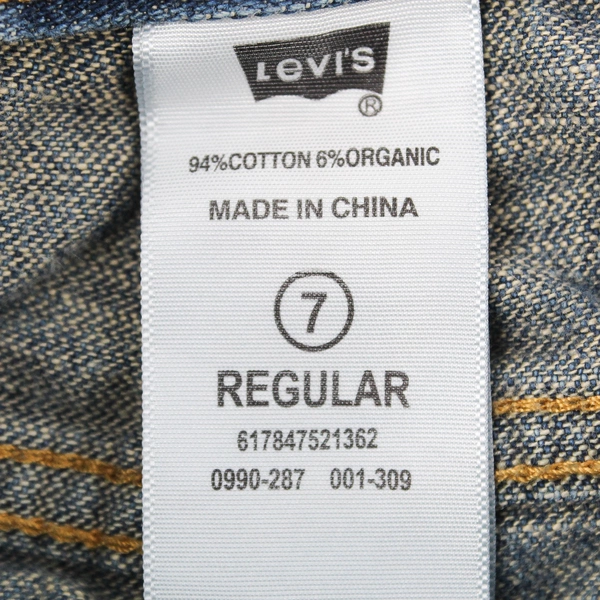 LEVI'S ®
94%COTTON 6%ORGANIC
MADE IN CHINA
7
REGULAR
617847521362
0990-287 001-309